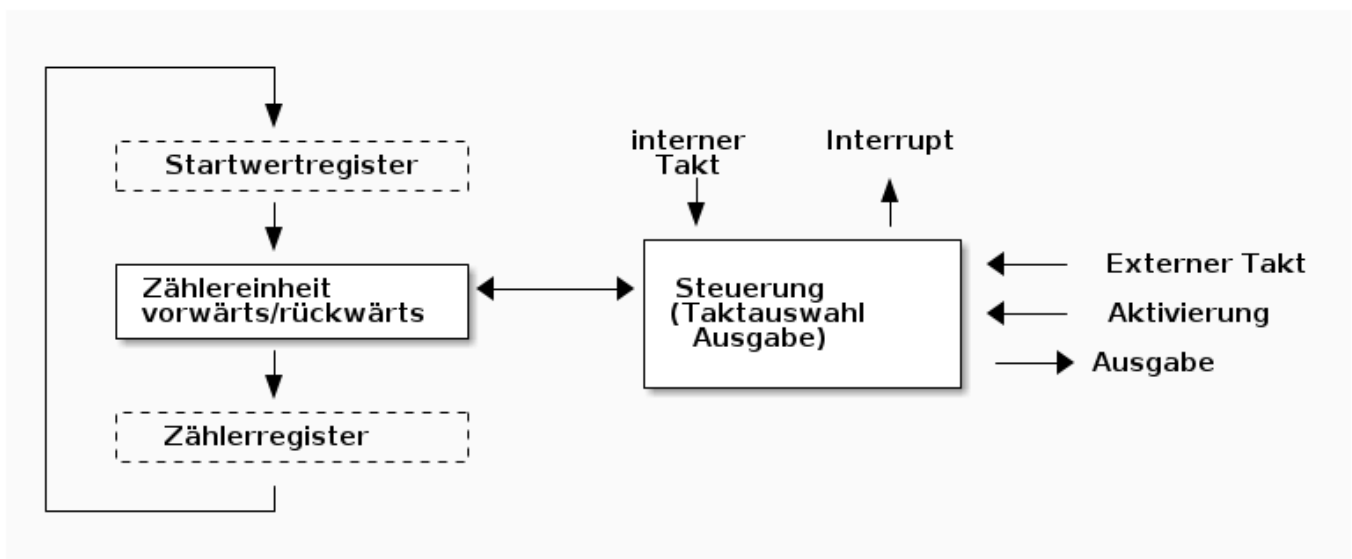 Startwertregister
Zählereinheit
vorwärts/rückwärts
Zählerregister
interner
Takt
Interrupt
Steuerung
(Taktauswahl
Ausgabe)
Externer Takt
Aktivierung
Ausgabe